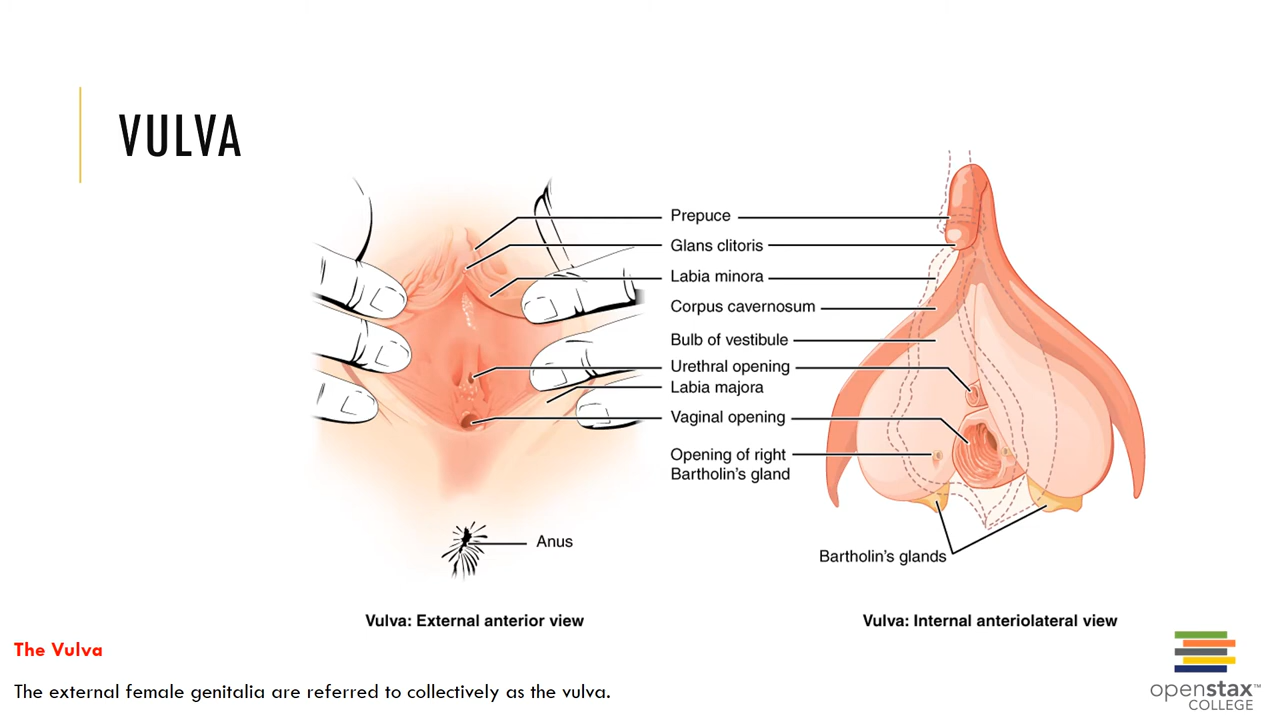 VULVA
Prepuce
Glans clitoris
Labia minora
Corpus cavernosum
Bulb of vestibule
Urethral opening
Labia majora
Vaginal opening
Opening of right
Bartholin's gland
Anus
Bartholin's glands
Vulva: External anterior view
Vulva: Internal anteriolateral view
The Vulva
The external female genitalia are referred to collectively as the vulva.
openstax™
COLLEGE